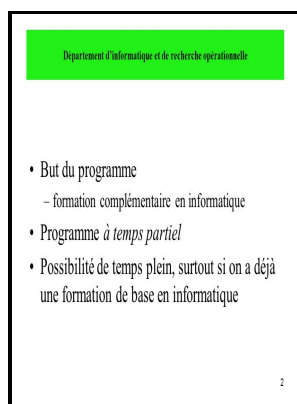 Département d'informatique et de recherche opérationnelle
• But du programme
– formation complémentaire en informatique
• Programme à temps partiel
• Possibilité de temps plein, surtout si on a déjà
une formation de base en informatique
2